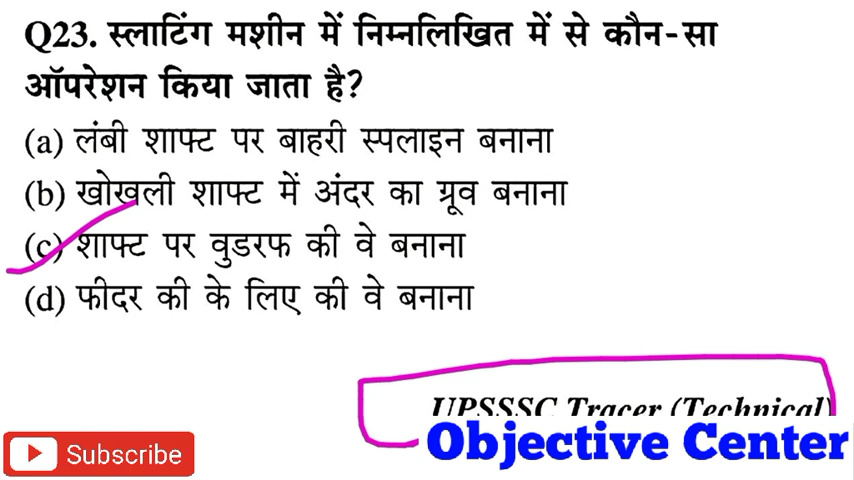 Q23. स्लाटिंग मशीन में निम्नलिखित में से कौन-सा
ऑपरेशन किया जाता है?
(a) लंबी शाफ्ट पर बाहरी स्पलाइन बनाना
(b) खोखली शाफ्ट में अंदर का ग्रूव बनाना
(c) शाफ्ट पर वुडरफ की वे बनाना
(d) फीदर की के लिए की वे बनाना
UPSSSC Tracer (Technical)
Objective Center
Subscribe